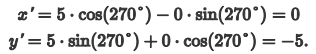 x′ = 5 · cos(270°) − 0 · sin(270°) = 0
y′ = 5 · sin(270°) + 0 · cos(270°) = −5.